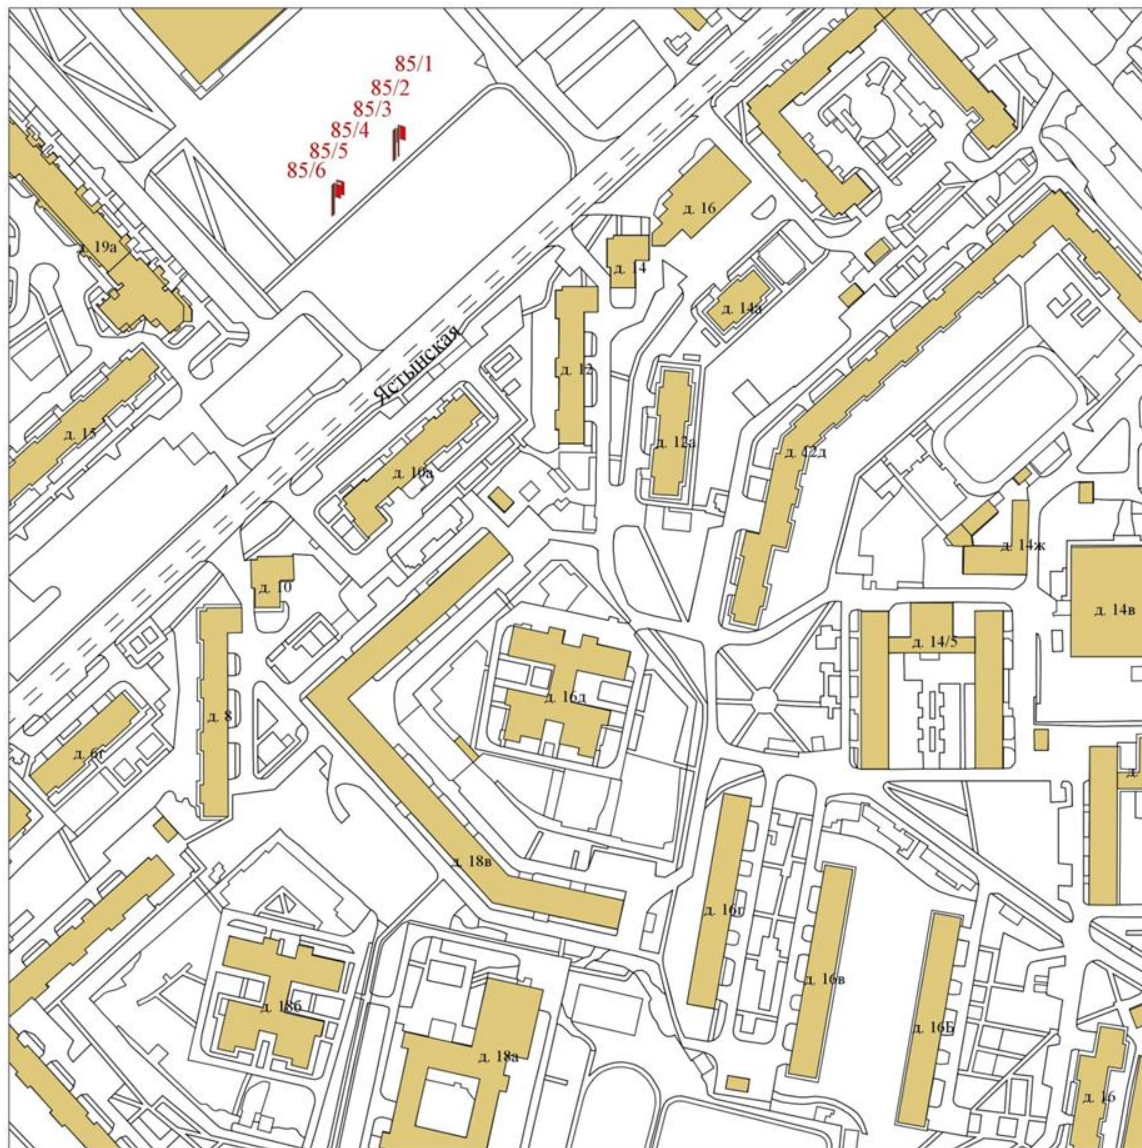 85/1
85/2
85/3
85/4
85/5
85/6
д. 16
д. 19а
д. 14
д. 14а
Ястынская
д. 12
д. 15
д. 12а
д. 12д
д. 10а
д. 14ж
д. 10
д. 14в
д. 14/5
д. 16д
д. 8
д. 6г
д.
д. 18в
д. 16г
д. 16в
д. 18б
д. 16Б
д. 18а
д. 16